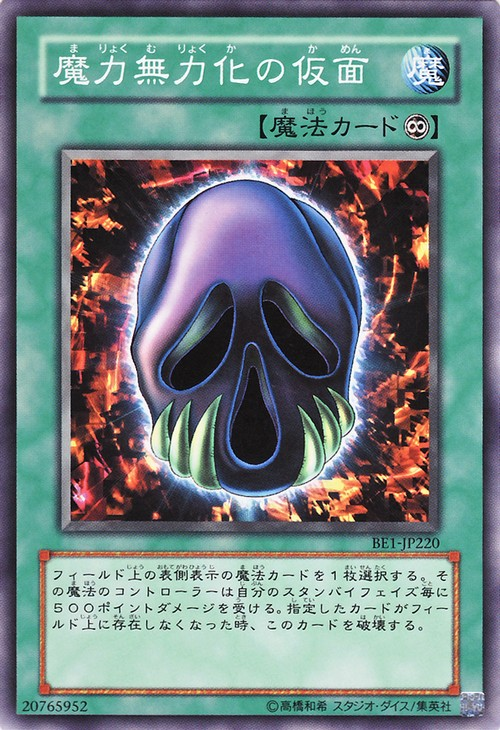 魔力無力化の仮面
魔
【魔法カード∞】
BE1-JP220
フィールド上の表側表示の魔法カードを1枚選択する。そ
の魔法のコントローラーは自分のスタンバイフェイズ毎に
500ポイントダメージを受ける。指定したカードがフィー
ルド上に存在しなくなった時、このカードを破壊する。
20765952
©高橋和希 スタジオ・ダイス/集英社